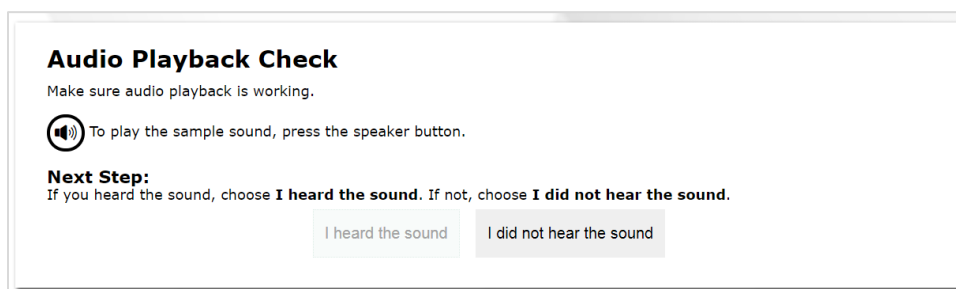 Audio Playback Check
Make sure audio playback is working.
To play the sample sound, press the speaker button.
Next Step:
If you heard the sound, choose I heard the sound. If not, choose I did not hear the sound.
I heard the sound I did not hear the sound